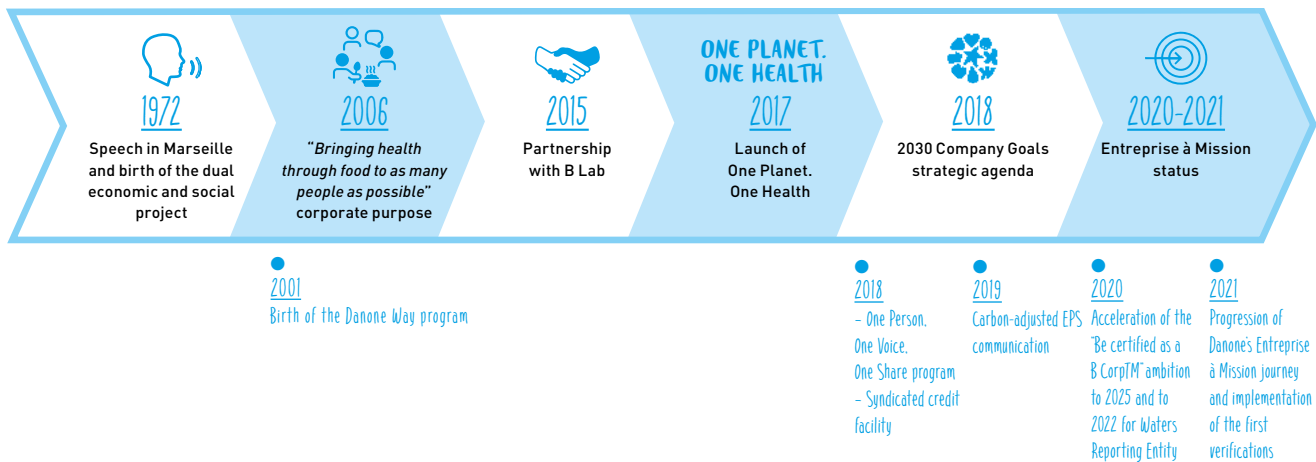 1972
Speech in Marseille
and birth of the dual
economic and social
project
2006
“Bringing health
through food to as many
people as possible”
corporate purpose
2015
Partnership
with B Lab
ONE PLANET.
ONE HEALTH
2017
Launch of
One Planet.
One Health
2018
2030 Company Goals
strategic agenda
2020-2021
Entreprise à Mission
status
2001
Birth of the Danone Way program
2018
– One Person,
One Voice,
One Share program
– Syndicated credit
facility
2019
Carbon-adjusted EPS
communication
2020
Acceleration of the
"Be certified as a
B CorpTM" ambition
to 2025 and to
2022 for Waters
Reporting Entity
2021
Progression of
Danone's Entreprise
à Mission journey
and implementation
of the first
verifications